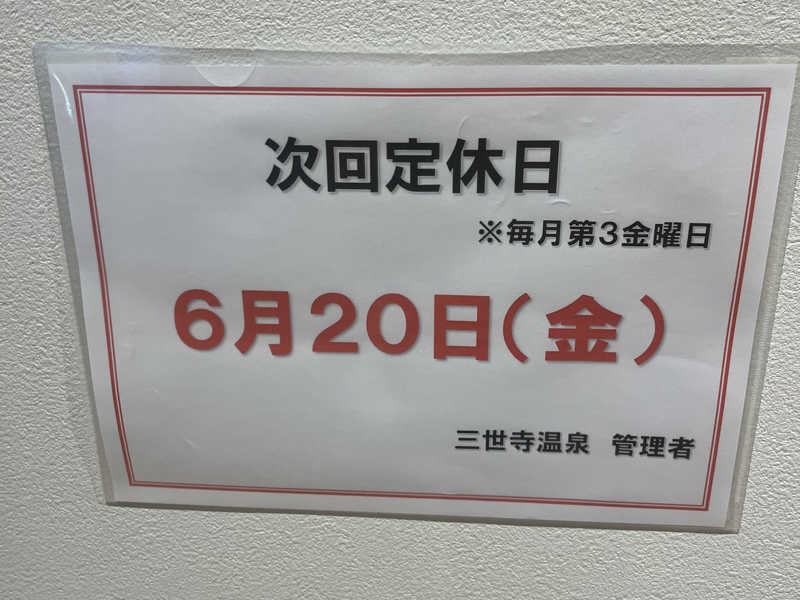 次回定休日
※毎月第3金曜日
6月20日(金)
三世寺温泉 管理者